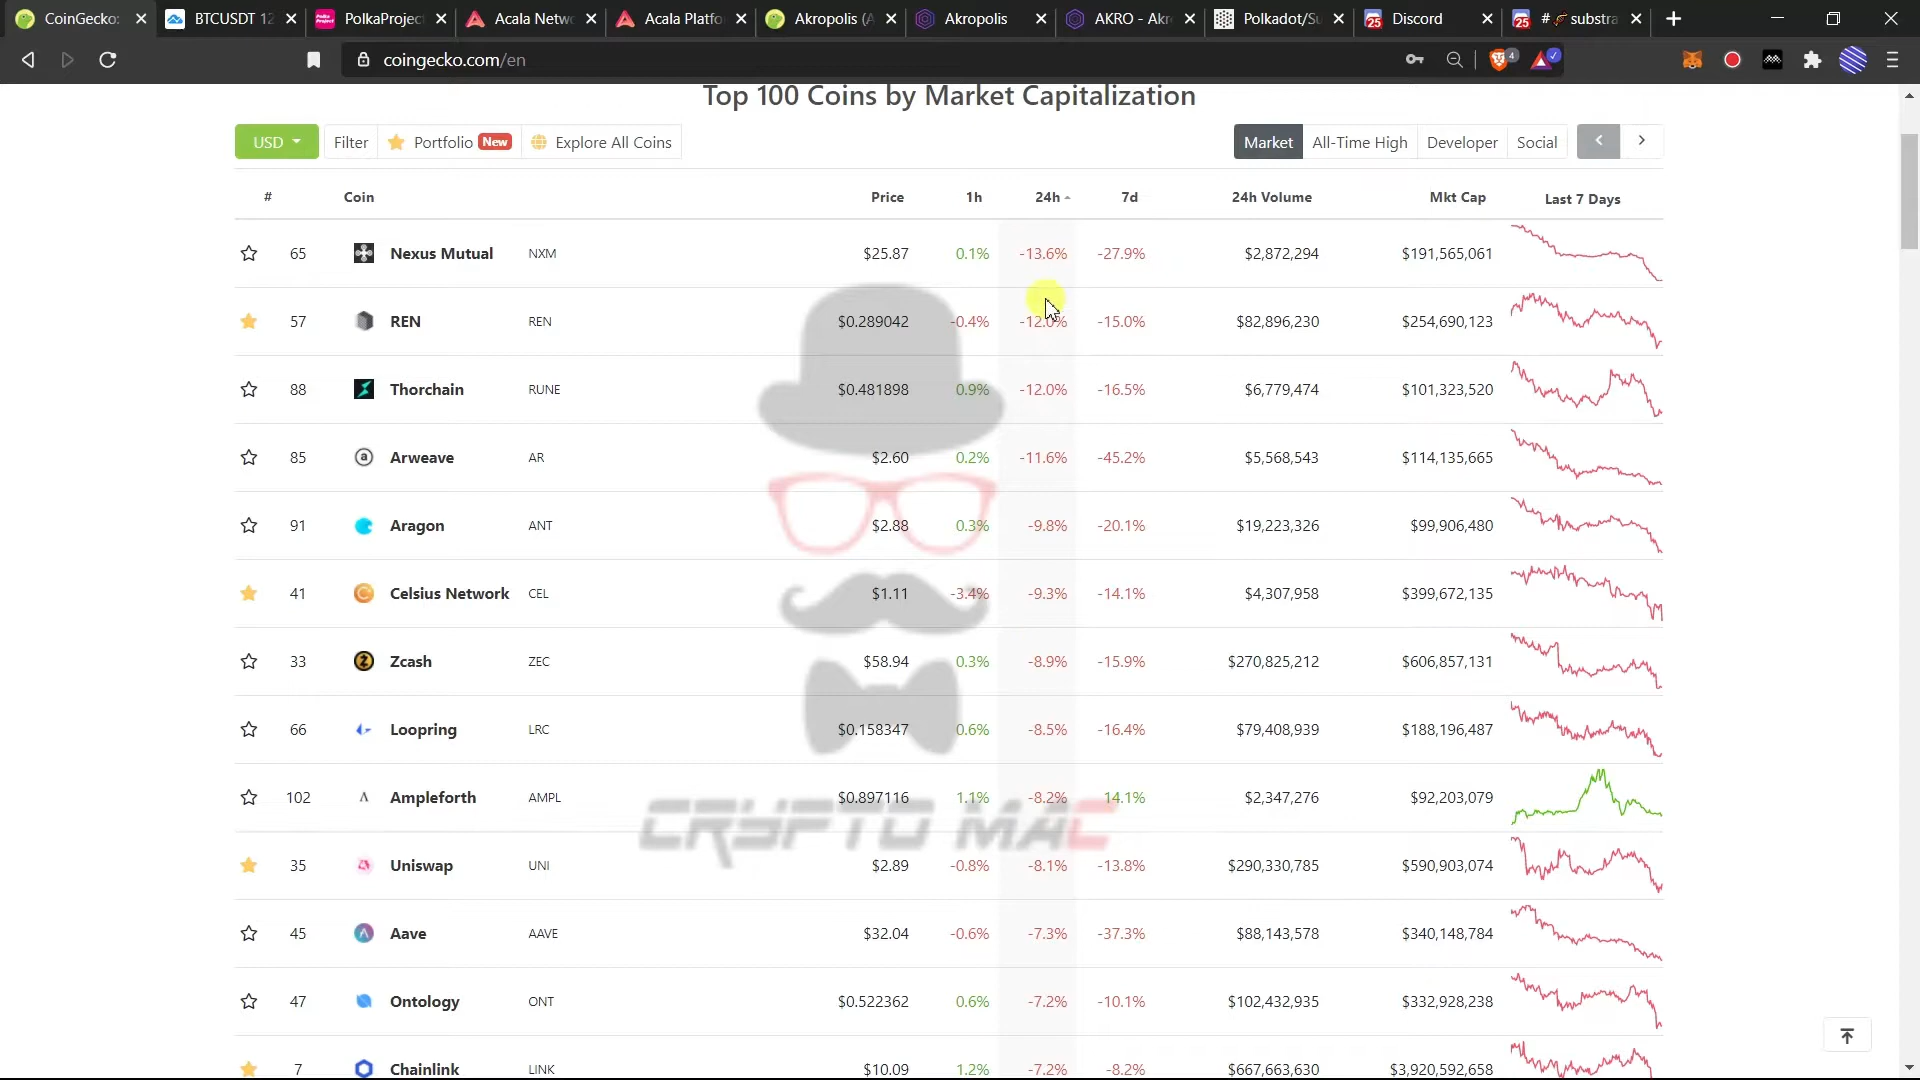 CoinGecko:
BTCUSDT 12
PolkaProjec
Acala Netwo
Acala Platfo
Akropolis (A
Akropolis
AKRO - Akr
Polkadot/Su
Discord
# substra
coingecko.com/en
4
Top 100 Coins by Market Capitalization
USD Filter Portfolio New Explore All Coins Market All-Time High Developer Social
# Coin Price 1h 24h 7d 24h Volume Mkt Cap Last 7 Days
65 Nexus Mutual NXM $25.87 0.1% -13.6% -27.9% $2,872,294 $191,565,061
57 REN REN $0.289042 -0.4% -12.0% -15.0% $82,896,230 $254,690,123
88 Thorchain RUNE $0.481898 0.9% -12.0% -16.5% $6,779,474 $101,323,520
85 Arweave AR $2.60 0.2% -11.6% -45.2% $5,568,543 $114,135,665
91 Aragon ANT $2.88 0.3% -9.8% -20.1% $19,223,326 $99,906,480
41 Celsius Network CEL $1.11 -3.4% -9.3% -14.1% $4,307,958 $399,672,135
33 Zcash ZEC $58.94 0.3% -8.9% -15.9% $270,825,212 $606,857,131
66 Loopring LRC $0.158347 0.6% -8.5% -16.4% $79,408,939 $188,196,487
102 Ampleforth AMPL $0.897116 1.1% -8.2% 14.1% $2,347,276 $92,203,079
CRYPTO MAC
35 Uniswap UNI $2.89 -0.8% -8.1% -13.8% $290,330,785 $590,903,074
45 Aave AAVE $32.04 -0.6% -7.3% -37.3% $88,143,578 $340,148,784
47 Ontology ONT $0.522362 0.6% -7.2% -10.1% $102,432,935 $332,928,238
7 Chainlink LINK $10.09 1.2% -7.2% -8.2% $667,663,630 $3,920,592,658